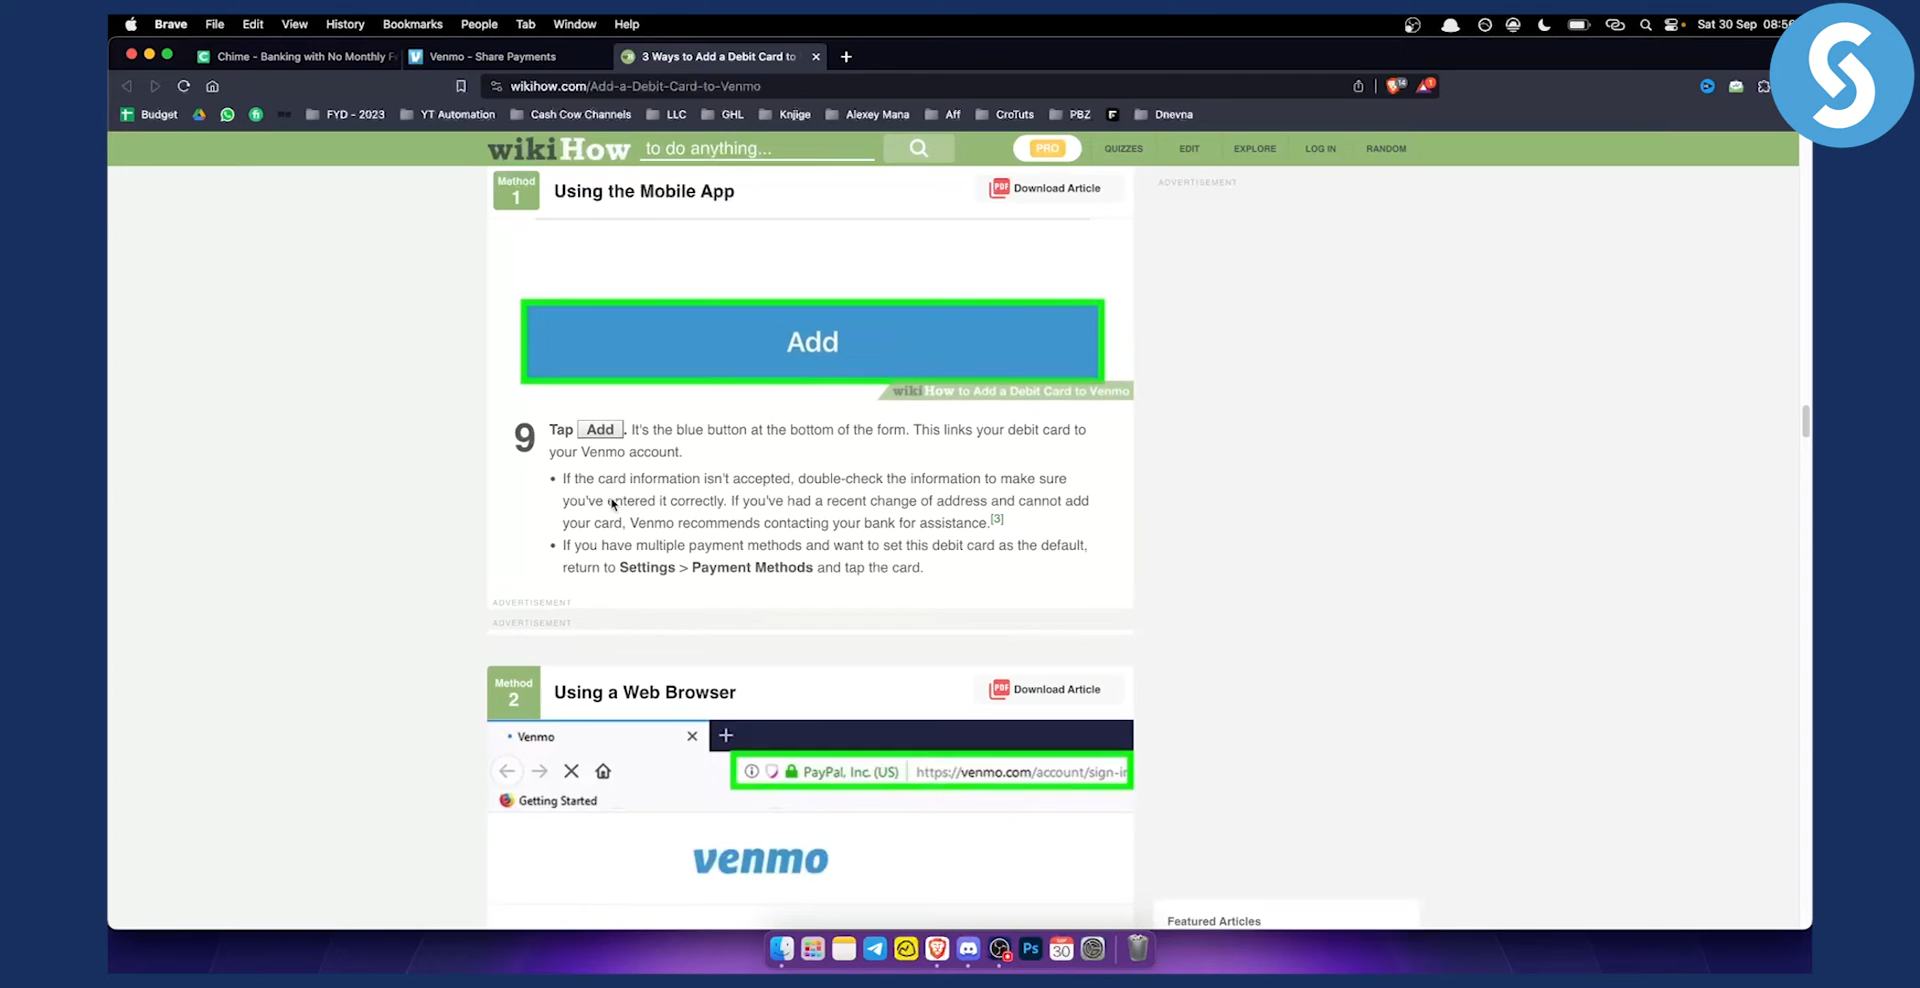 Brave File Edit View History Bookmarks People Tab Window Help
Sat 30 Sep 08:5
Chime - Banking with No Monthly F
Venmo - Share Payments
3 Ways to Add a Debit Card to
wikihow.com/Add-a-Debit-Card-to-Venmo
14
1
Budget
FYD - 2023
YT Automation
Cash Cow Channels
LLC
GHL
Knjige
Alexey Mana
Aff
CroTuts
PBZ
F
Dnevna
S
wikiHow to do anything...
PRO
QUIZZES
EDIT
EXPLORE
LOG IN
RANDOM
Method
1
Using the Mobile App
PDF
Download Article
ADVERTISEMENT
Add
wikiHow to Add a Debit Card to Venmo
9
Tap Add . It's the blue button at the bottom of the form. This links your debit card to
your Venmo account.
• If the card information isn't accepted, double-check the information to make sure
you've entered it correctly. If you've had a recent change of address and cannot add
your card, Venmo recommends contacting your bank for assistance.[3]
• If you have multiple payment methods and want to set this debit card as the default,
return to Settings > Payment Methods and tap the card.
ADVERTISEMENT
ADVERTISEMENT
Method
2
Using a Web Browser
PDF
Download Article
Venmo
PayPal, Inc. (US)
https://venmo.com/account/sign-in
Getting Started
venmo
Featured Articles
Ps
30